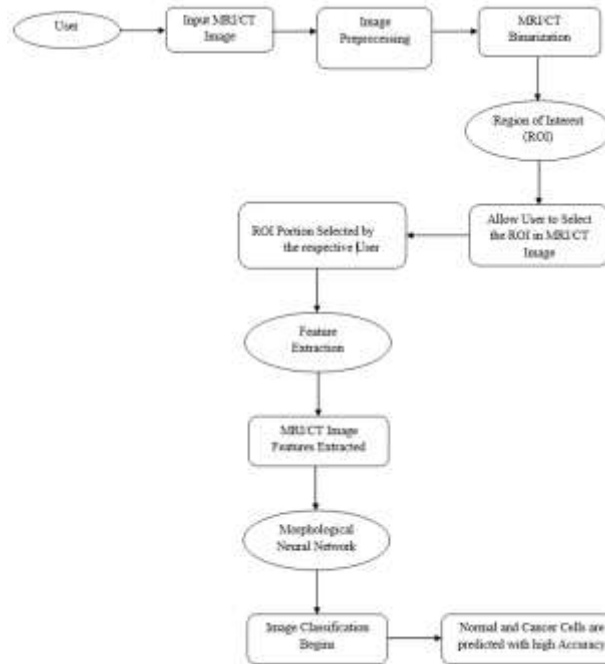 User
Input MRI/CT
Image
Image
Preprocessing
MRI/CT
Binarization
Region of Interest
(ROI)
Allow User to Select
the ROI in MRI/CT
Image
ROI Portion Selected by
the respective User
Feature
Extraction
MRI/CT Image
Features Extracted
Morphological
Neural Network
Image Classification
Begins
Normal and Cancer Cells are
predicted with high Accuracy